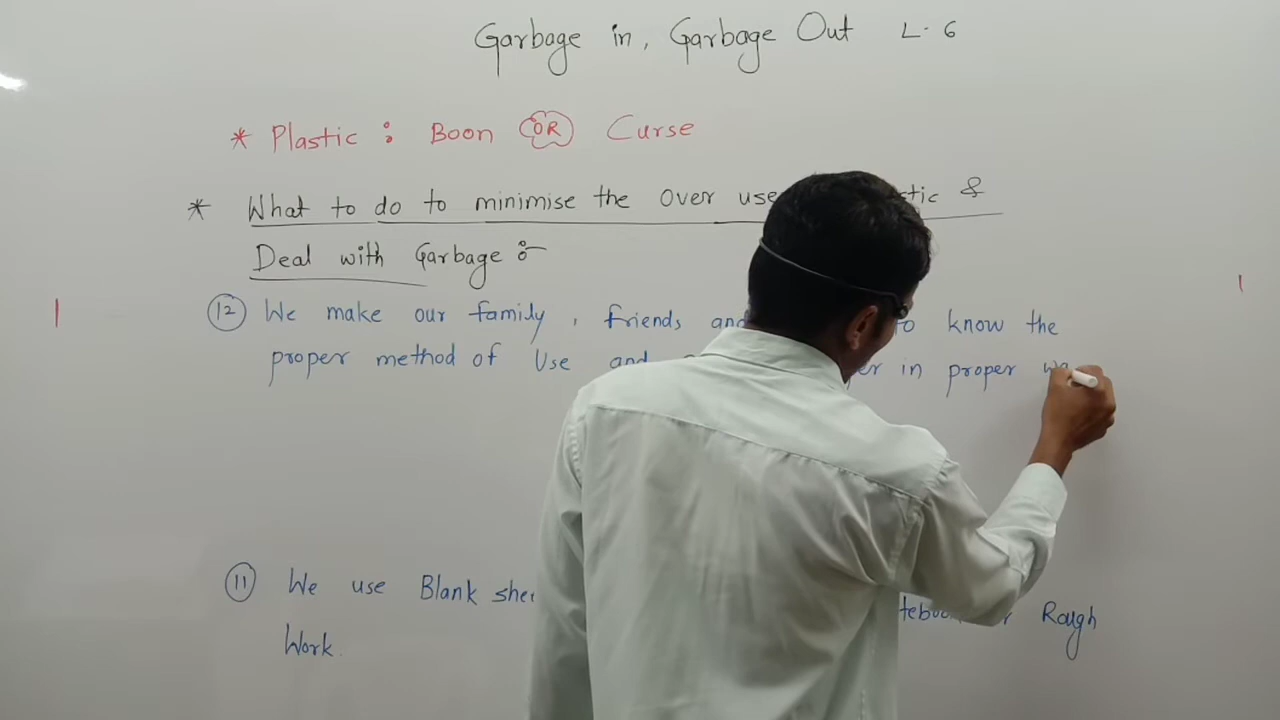 Garbage in, Garbage Out L. 6
* Plastic : Boon OR Curse
* What to do to minimise the Over use &
Deal with Garbage :-
12 We make our family, friends to know the
proper method of Use and in proper
11 We use Blank Rough
Work.